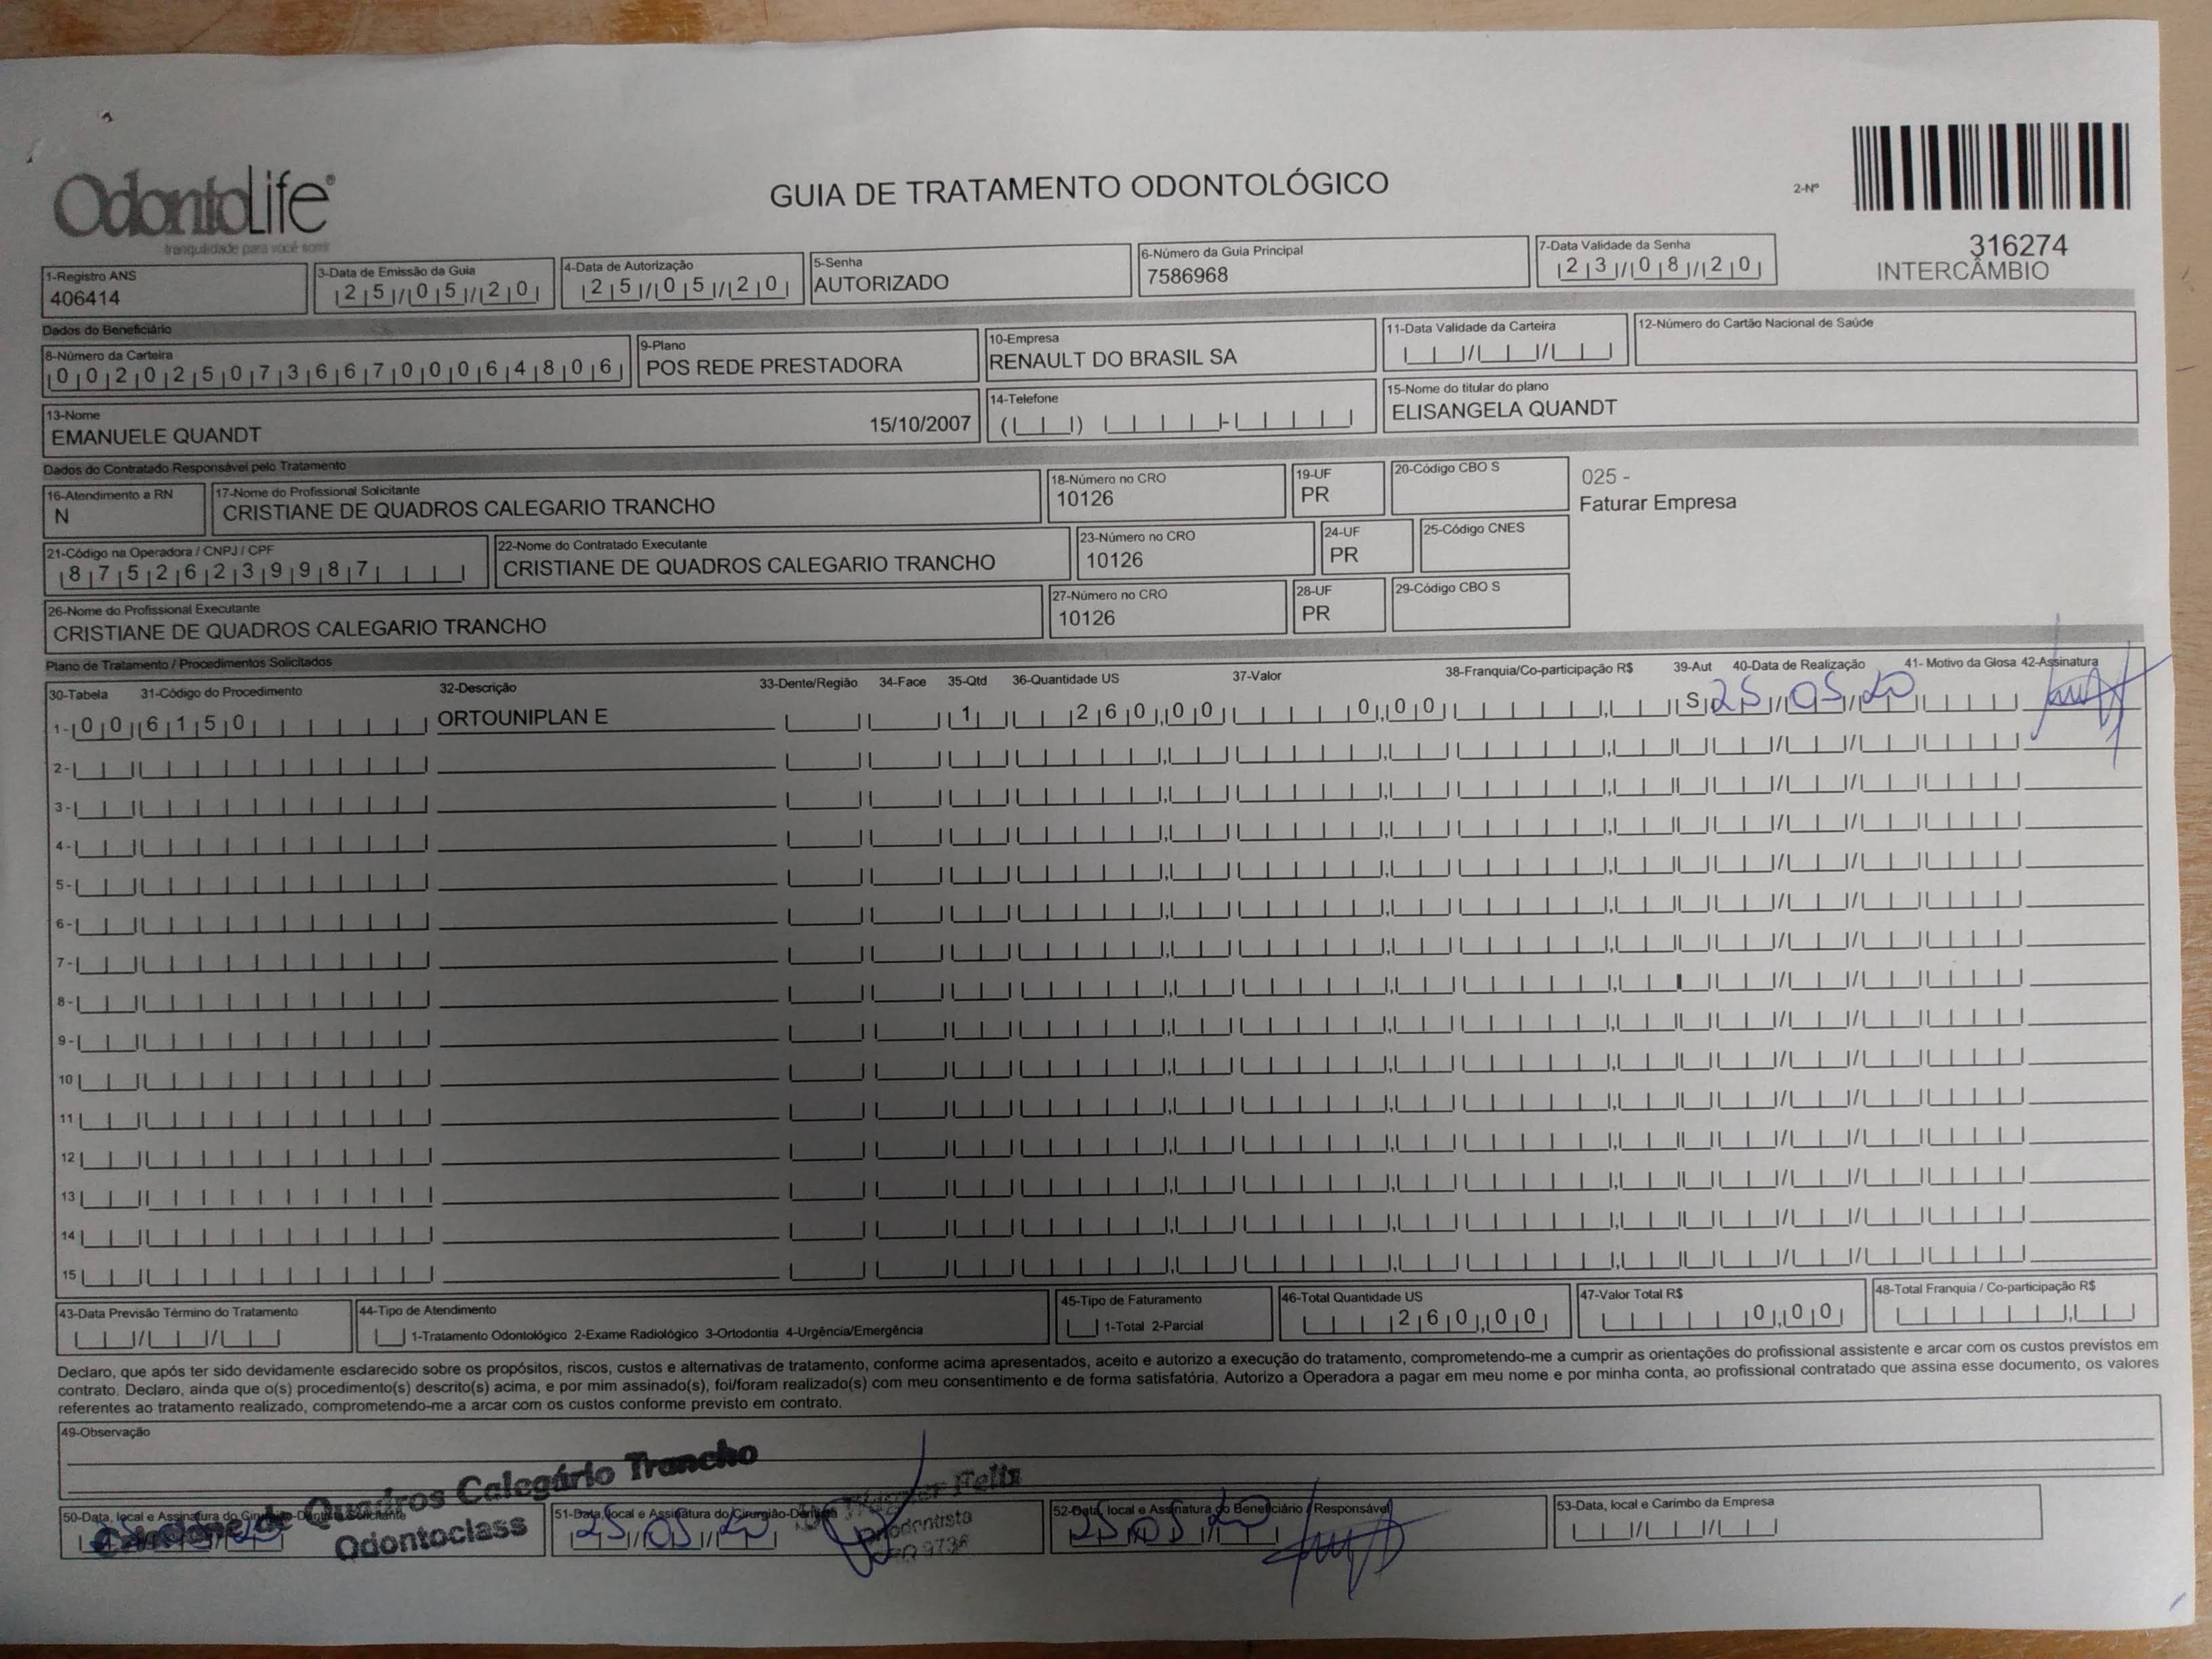 OdontoLife®
tranquilidade para você sorrir
GUIA DE TRATAMENTO ODONTOLÓGICO
2-Nº
316274
INTERCÂMBIO
1-Registro ANS
406414
3-Data de Emissão da Guia
25/05/20
4-Data de Autorização
25/05/20
5-Senha
AUTORIZADO
6-Número da Guia Principal
7586968
7-Data Validade da Senha
23/08/20
Dados do Beneficiário
8-Número da Carteira
00202507366700064806
9-Plano
POS REDE PRESTADORA
10-Empresa
RENAULT DO BRASIL SA
11-Data Validade da Carteira
12-Número do Cartão Nacional de Saúde
13-Nome
EMANUELE QUANDT 15/10/2007
14-Telefone
15-Nome do titular do plano
ELISANGELA QUANDT
Dados do Contratado Responsável pelo Tratamento
16-Atendimento a RN
N
17-Nome do Profissional Solicitante
CRISTIANE DE QUADROS CALEGARIO TRANCHO
18-Número no CRO
10126
19-UF
PR
20-Código CBO S
025 -
Faturar Empresa
21-Código na Operadora / CNPJ / CPF
87526239987
22-Nome do Contratado Executante
CRISTIANE DE QUADROS CALEGARIO TRANCHO
23-Número no CRO
10126
24-UF
PR
25-Código CNES
26-Nome do Profissional Executante
CRISTIANE DE QUADROS CALEGARIO TRANCHO
27-Número no CRO
10126
28-UF
PR
29-Código CBO S
Plano de Tratamento / Procedimentos Solicitados
30-Tabela 31-Código do Procedimento 32-Descrição 33-Dente/Região 34-Face 35-Qtd 36-Quantidade US 37-Valor 38-Franquia/Co-participação R$ 39-Aut 40-Data de Realização 41- Motivo da Glosa 42-Assinatura
1- 00 6150 ORTOUNIPLAN E 1 260,00 0,00 S 25/05/20
2-
3-
4-
5-
6-
7-
8-
9-
10
11
12
13
14
15
43-Data Previsão Término do Tratamento
44-Tipo de Atendimento
1-Tratamento Odontológico 2-Exame Radiológico 3-Ortodontia 4-Urgência/Emergência
45-Tipo de Faturamento
1-Total 2-Parcial
46-Total Quantidade US
260,00
47-Valor Total R$
0,00
48-Total Franquia / Co-participação R$
Declaro, que após ter sido devidamente esclarecido sobre os propósitos, riscos, custos e alternativas de tratamento, conforme acima apresentados, aceito e autorizo a execução do tratamento, comprometendo-me a cumprir as orientações do profissional assistente e arcar com os custos previstos em
contrato. Declaro, ainda que o(s) procedimento(s) descrito(s) acima, e por mim assinado(s), foi/foram realizado(s) com meu consentimento e de forma satisfatória. Autorizo a Operadora a pagar em meu nome e por minha conta, ao profissional contratado que assina esse documento, os valores
referentes ao tratamento realizado, comprometendo-me a arcar com os custos conforme previsto em contrato.
49-Observação
50-Data, local e Assinatura do Cirurgião-Dentista Solicitante
Cristiane de Quadros Calegário Trancho
Odontoclass
51-Data, local e Assinatura do Cirurgião-Dentista
25/05/20
Felix
Ortodontista
52-Data, local e Assinatura do Beneficiário / Responsável
25/05/20
53-Data, local e Carimbo da Empresa